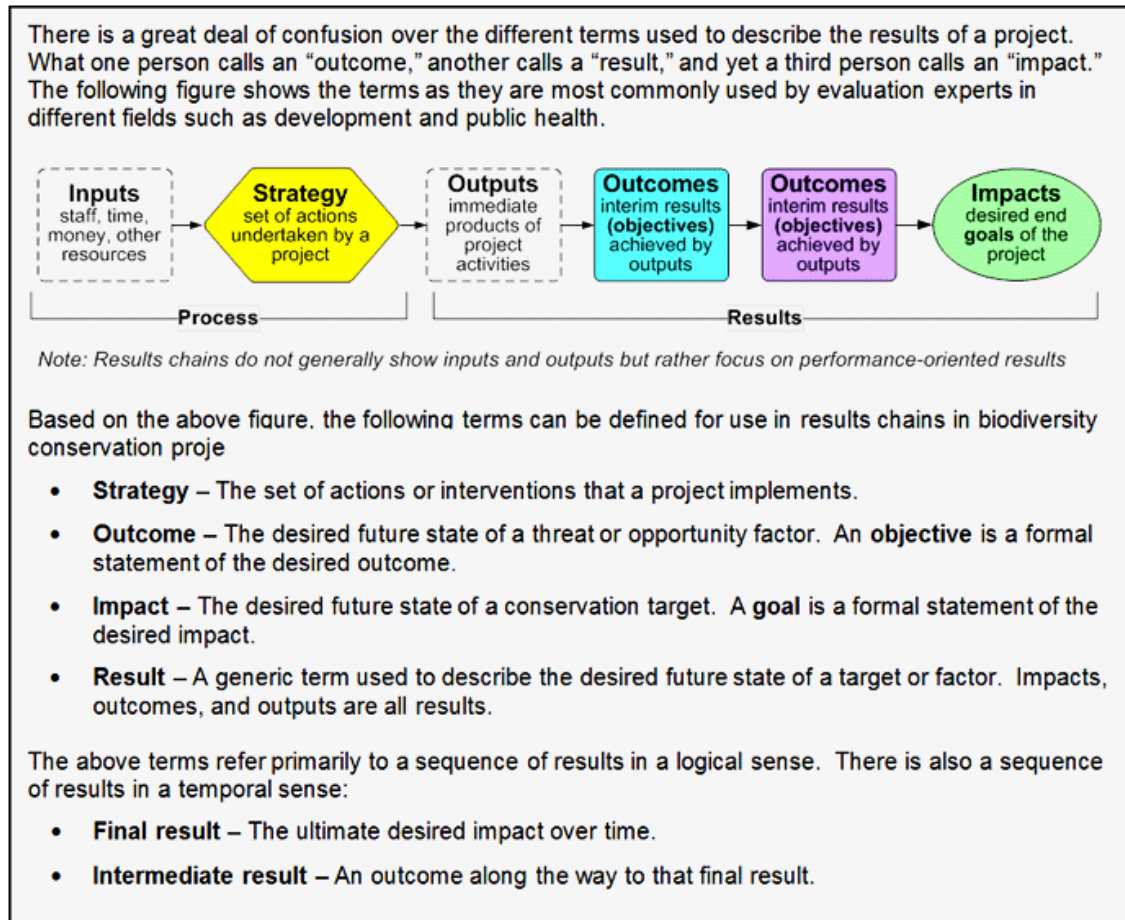 There is a great deal of confusion over the different terms used to describe the results of a project.
What one person calls an “outcome,” another calls a “result,” and yet a third person calls an “impact.”
The following figure shows the terms as they are most commonly used by evaluation experts in
different fields such as development and public health.
Inputs
staff, time,
money, other
resources
Strategy
set of actions
undertaken by a
project
Outputs
immediate
products of
project
activities
Outcomes
interim results
(objectives)
achieved by
outputs
Outcomes
interim results
(objectives)
achieved by
outputs
Impacts
desired end
goals of the
project
Process
Results
Note: Results chains do not generally show inputs and outputs but rather focus on performance-oriented results
Based on the above figure, the following terms can be defined for use in results chains in biodiversity
conservation proje
• Strategy – The set of actions or interventions that a project implements.
• Outcome – The desired future state of a threat or opportunity factor. An objective is a formal
statement of the desired outcome.
• Impact – The desired future state of a conservation target. A goal is a formal statement of the
desired impact.
• Result – A generic term used to describe the desired future state of a target or factor. Impacts,
outcomes, and outputs are all results.
The above terms refer primarily to a sequence of results in a logical sense. There is also a sequence
of results in a temporal sense:
• Final result – The ultimate desired impact over time.
• Intermediate result – An outcome along the way to that final result.